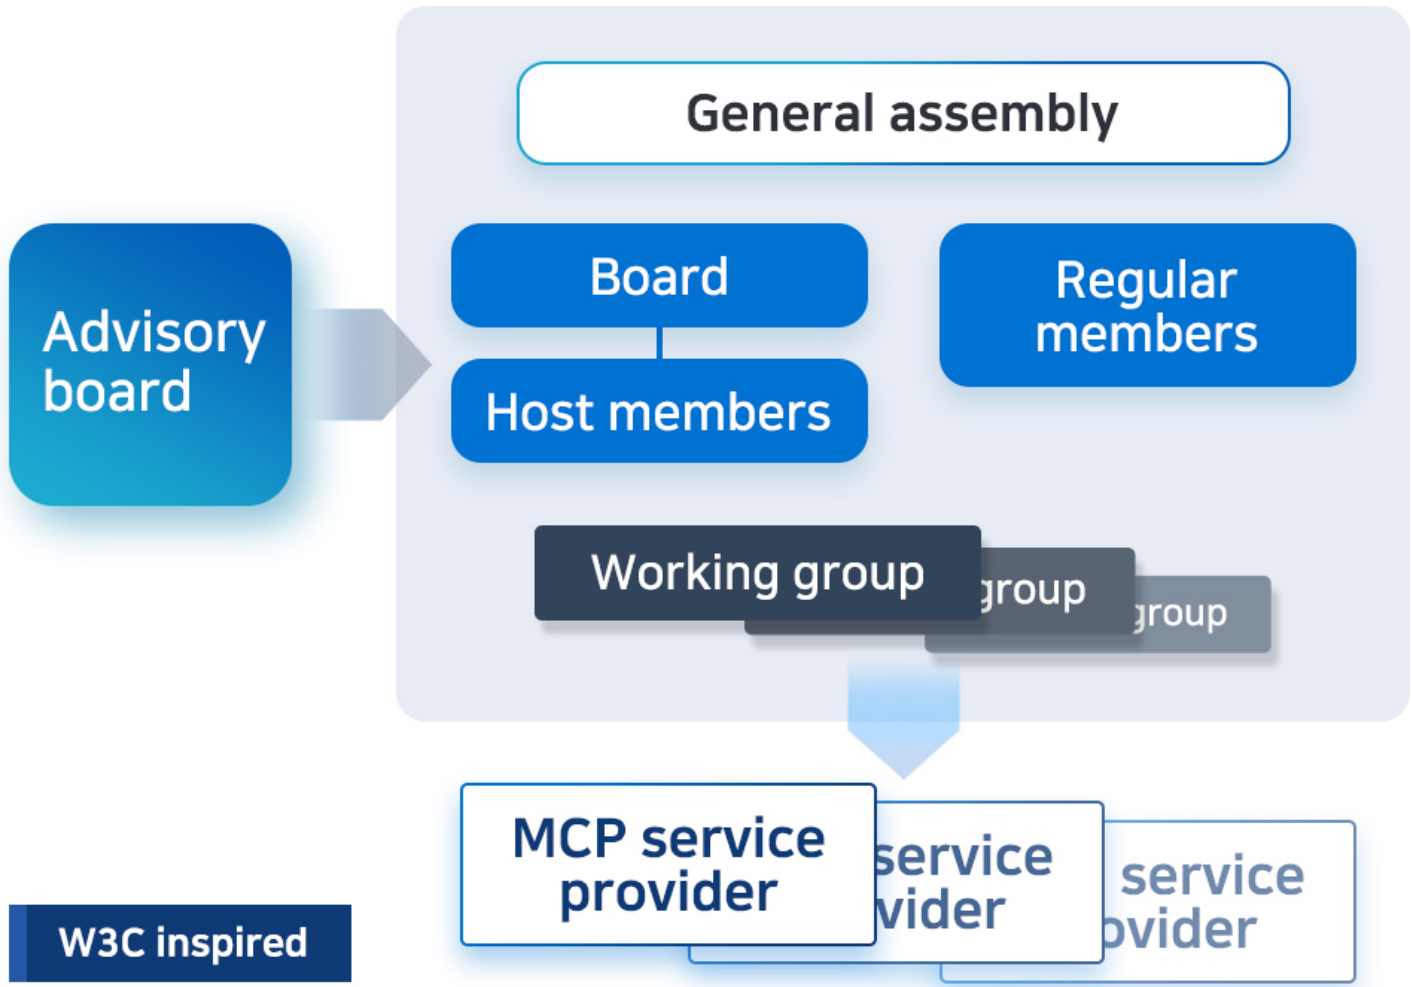 General assembly
Advisory
board
Board
Host members
Regular
members
Working group
group
group
MCP service
provider
service
vider
service
ovider
W3C inspired